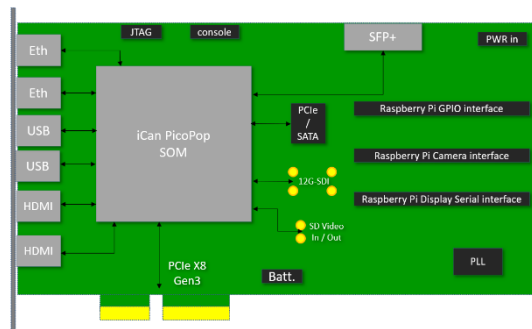 JTAG
console
SFP+
PWR in
Eth
Eth
USB
USB
HDMI
HDMI
iCan PicoPop
SOM
PCIe
/
SATA
Raspberry Pi GPIO interface
Raspberry Pi Camera interface
Raspberry Pi Display Serial interface
12G-SDI
SD Video
In / Out
PCIe X8
Gen3
Batt.
PLL